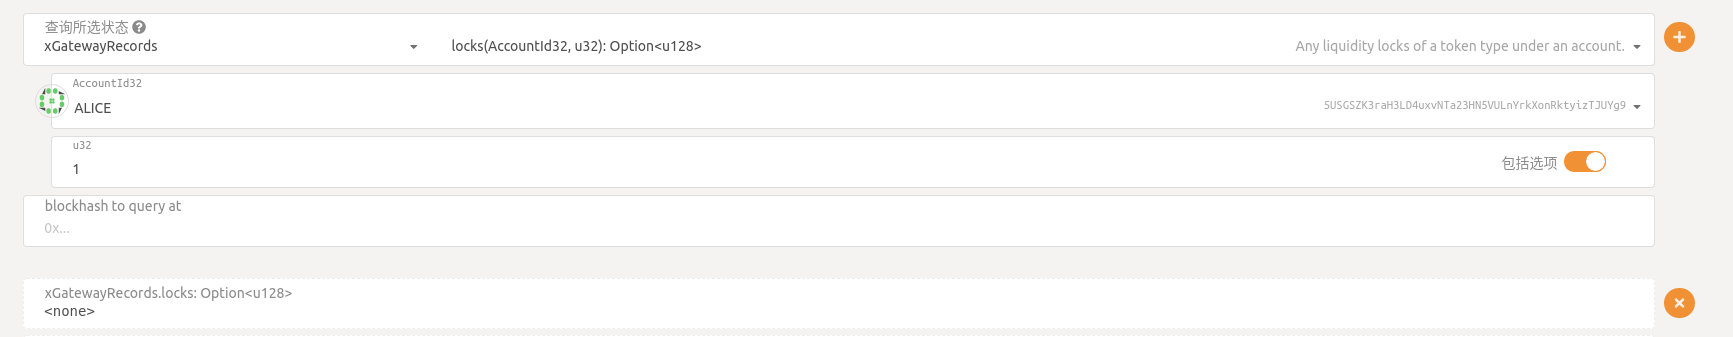 查询所选状态
xGatewayRecords
locks(AccountId32, u32): Option<u128>
Any liquidity locks of a token type under an account.
AccountId32
ALICE
5USGSZK3raH3LD4uxvNTa23HN5VULnYrkXonRktyizTJUYg9
u32
1
包括选项
blockhash to query at
0x...
xGatewayRecords.locks: Option<u128>
<none>